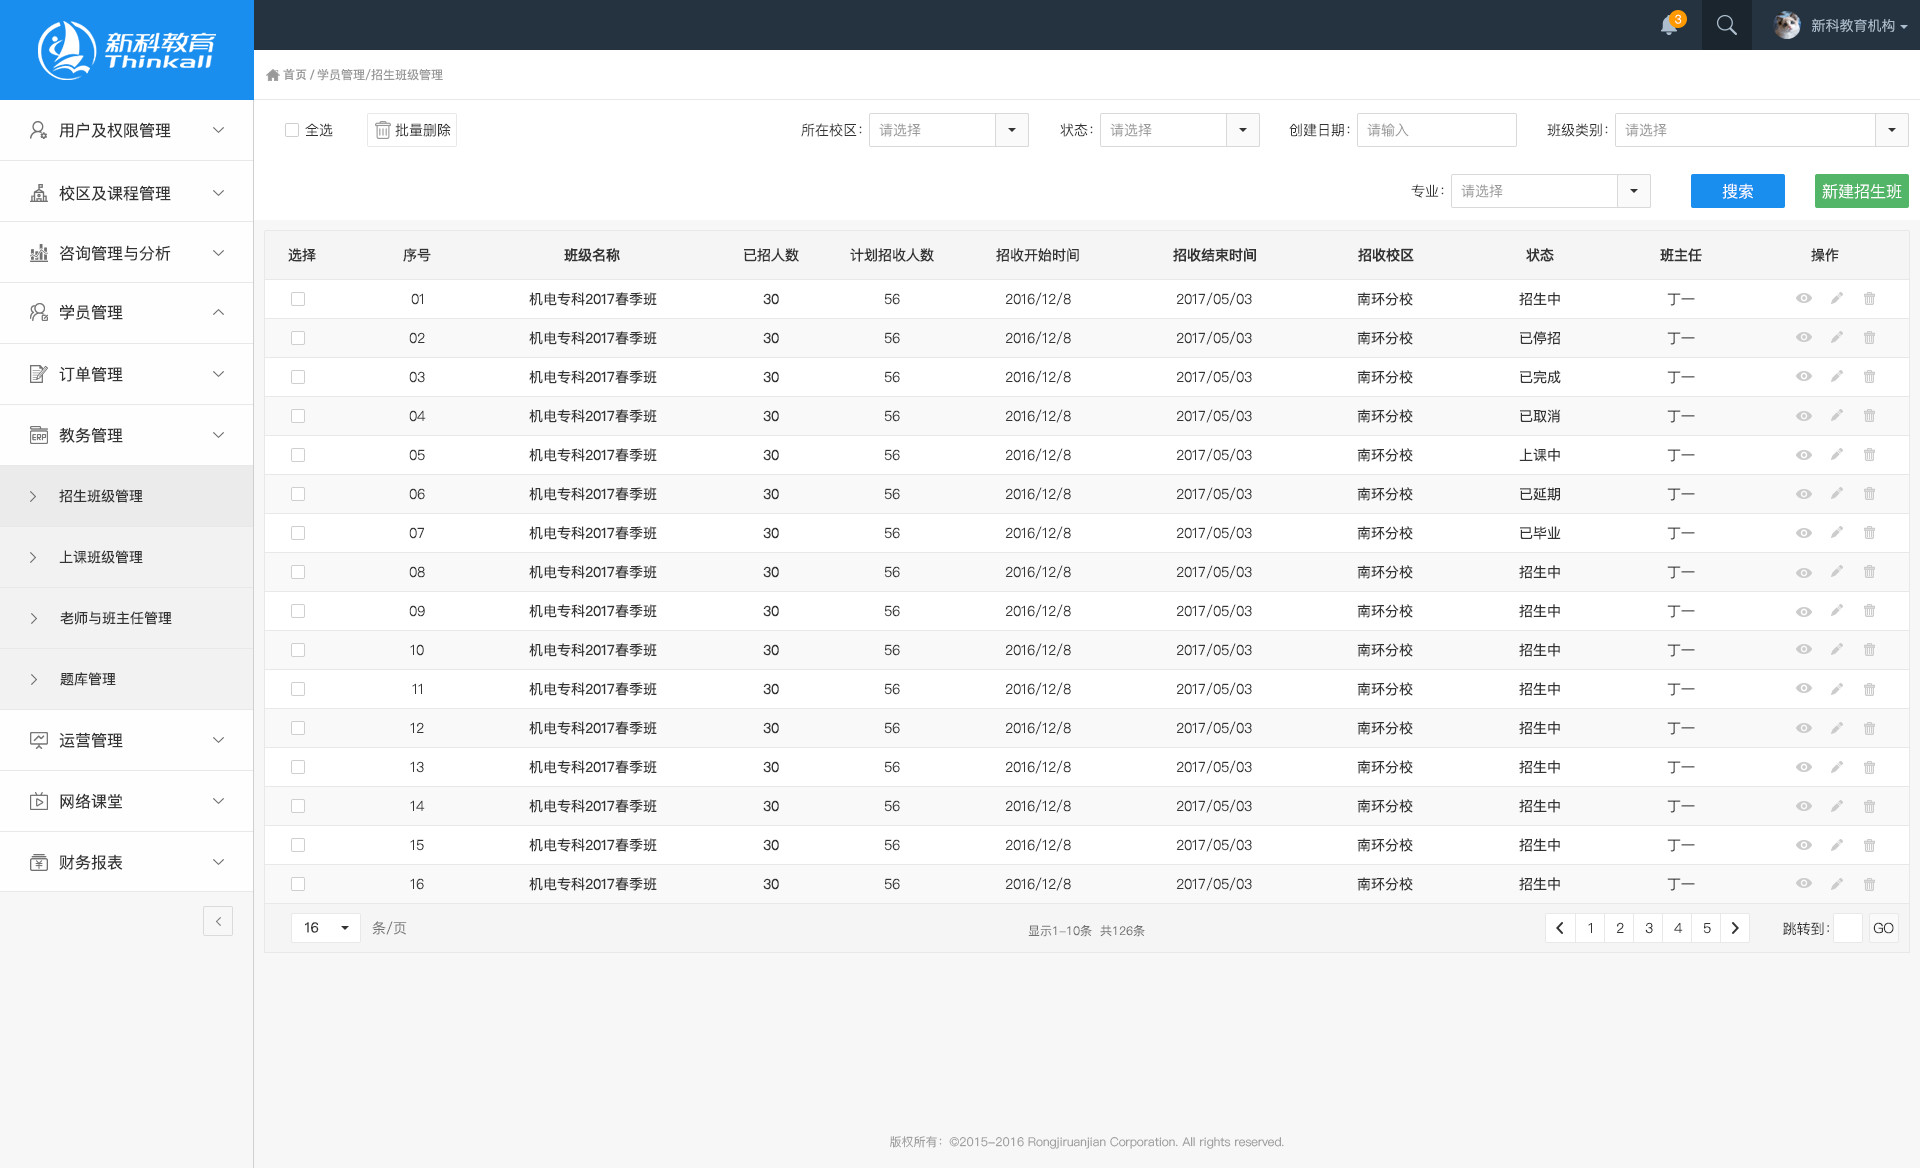 新科教育
Thinkall
3
新科教育机构
首页 / 学员管理/招生班级管理
用户及权限管理
校区及课程管理
咨询管理与分析
学员管理
订单管理
ERP
教务管理
招生班级管理
上课班级管理
老师与班主任管理
题库管理
运营管理
网络课堂
财务报表
全选 批量删除 所在校区： 请选择 状态： 请选择 创建日期： 请输入 班级类别： 请选择
专业： 请选择 搜索 新建招生班
选择 序号 班级名称 已招人数 计划招收人数 招收开始时间 招收结束时间 招收校区 状态 班主任 操作
01 机电专科2017春季班 30 56 2016/12/8 2017/05/03 南环分校 招生中 丁一
02 机电专科2017春季班 30 56 2016/12/8 2017/05/03 南环分校 已停招 丁一
03 机电专科2017春季班 30 56 2016/12/8 2017/05/03 南环分校 已完成 丁一
04 机电专科2017春季班 30 56 2016/12/8 2017/05/03 南环分校 已取消 丁一
05 机电专科2017春季班 30 56 2016/12/8 2017/05/03 南环分校 上课中 丁一
06 机电专科2017春季班 30 56 2016/12/8 2017/05/03 南环分校 已延期 丁一
07 机电专科2017春季班 30 56 2016/12/8 2017/05/03 南环分校 已毕业 丁一
08 机电专科2017春季班 30 56 2016/12/8 2017/05/03 南环分校 招生中 丁一
09 机电专科2017春季班 30 56 2016/12/8 2017/05/03 南环分校 招生中 丁一
10 机电专科2017春季班 30 56 2016/12/8 2017/05/03 南环分校 招生中 丁一
11 机电专科2017春季班 30 56 2016/12/8 2017/05/03 南环分校 招生中 丁一
12 机电专科2017春季班 30 56 2016/12/8 2017/05/03 南环分校 招生中 丁一
13 机电专科2017春季班 30 56 2016/12/8 2017/05/03 南环分校 招生中 丁一
14 机电专科2017春季班 30 56 2016/12/8 2017/05/03 南环分校 招生中 丁一
15 机电专科2017春季班 30 56 2016/12/8 2017/05/03 南环分校 招生中 丁一
16 机电专科2017春季班 30 56 2016/12/8 2017/05/03 南环分校 招生中 丁一
16 条/页 显示1-10条 共126条 1 2 3 4 5 跳转到： GO
版权所有：©2015-2016 Rongjiruanjian Corporation. All rights reserved.